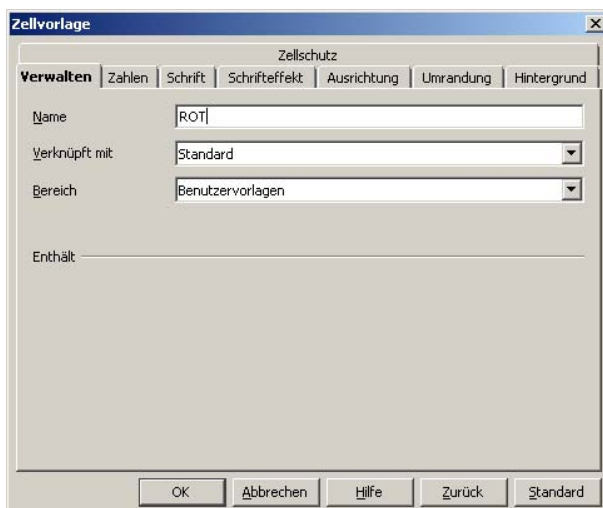 Zellvorlage
Zellschutz
Verwalten Zahlen Schrift Schrifteffekt Ausrichtung Umrandung Hintergrund
Name ROT
Verknüpft mit Standard
Bereich Benutzervorlagen
Enthält
OK Abbrechen Hilfe Zurück Standard